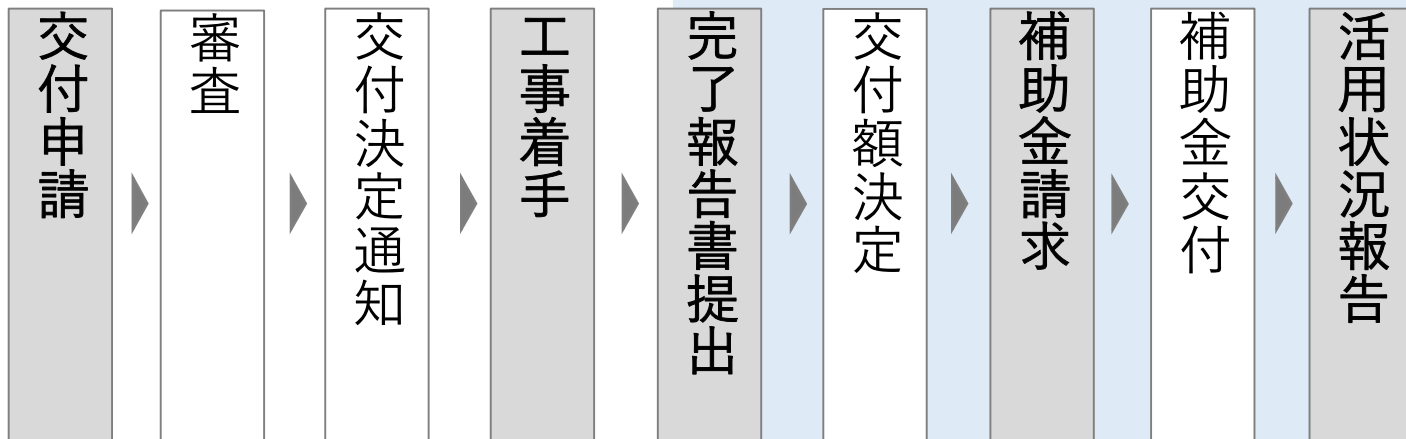 交付申請
審査
交付決定通知
工事着手
完了報告書提出
交付額決定
補助金請求
補助金交付
活用状況報告